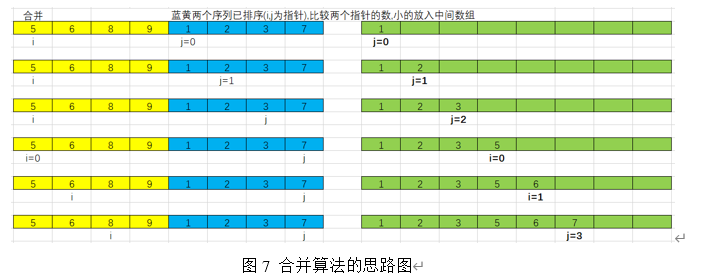 合并 蓝黄两个序列已排序(i,j为指针),比较两个指针的数,小的放入中间数组
5 6 8 9 1 2 3 7 1
i j=0 j=0
5 6 8 9 1 2 3 7 1 2
i j=1 j=1
5 6 8 9 1 2 3 7 1 2 3
i j j=2
5 6 8 9 1 2 3 7 1 2 3 5
i=0 j i=0
5 6 8 9 1 2 3 7 1 2 3 5 6
i j i=1
5 6 8 9 1 2 3 7 1 2 3 5 6 7
i j j=3
图 7 合并算法的思路图